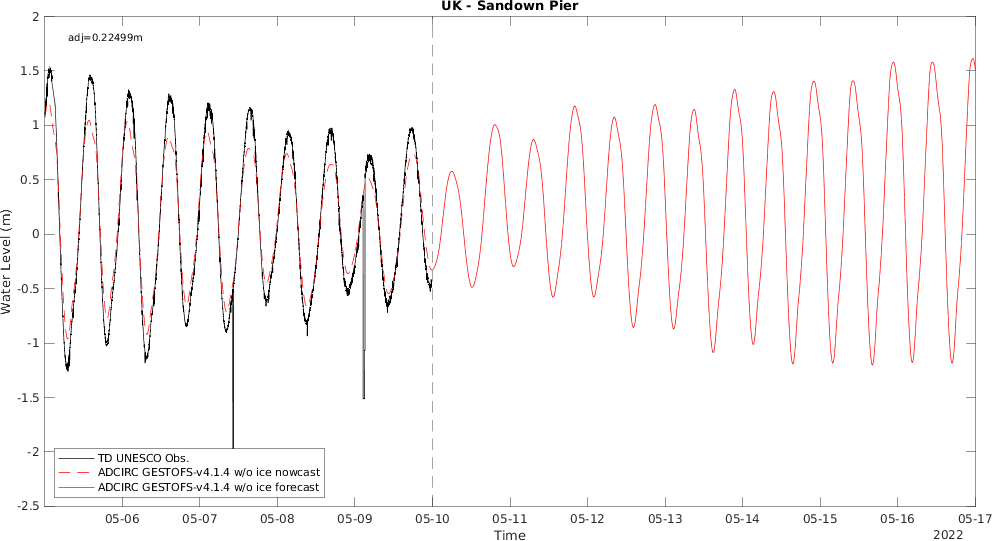 UK - Sandown Pier
adj=0.22499m
2
1.5
1
0.5
0
-0.5
-1
-1.5
-2
-2.5
Water Level (m)
TD UNESCO Obs.
ADCIRC GESTOFS-v4.1.4 w/o ice nowcast
ADCIRC GESTOFS-v4.1.4 w/o ice forecast
05-06 05-07 05-08 05-09 05-10 05-11 05-12 05-13 05-14 05-15 05-16 05-17
Time
2022